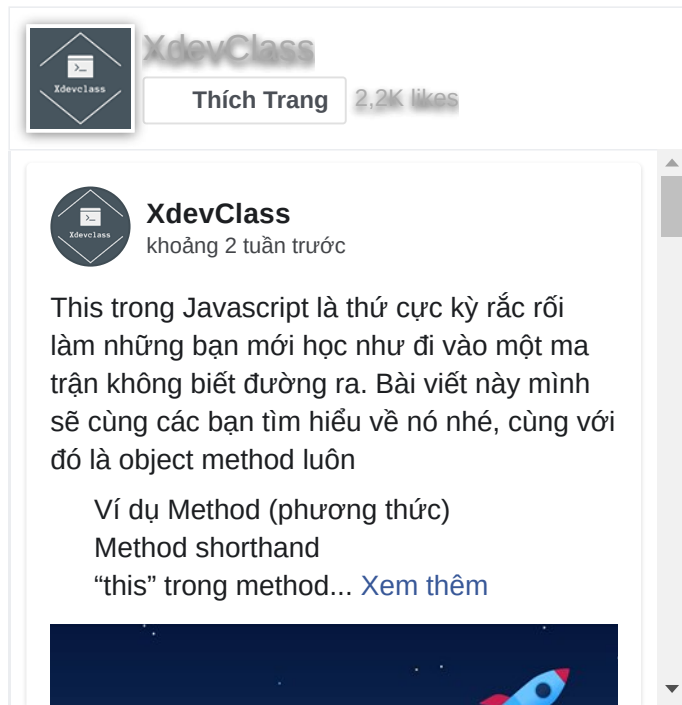 XdevClass
Xdevclass
Thích Trang
2,2K likes
XdevClass
Xdevclass
khoảng 2 tuần trước
This trong Javascript là thứ cực kỳ rắc rối
làm những bạn mới học như đi vào một ma
trận không biết đường ra. Bài viết này mình
sẽ cùng các bạn tìm hiểu về nó nhé, cùng với
đó là object method luôn
Ví dụ Method (phương thức)
Method shorthand
“this” trong method... Xem thêm